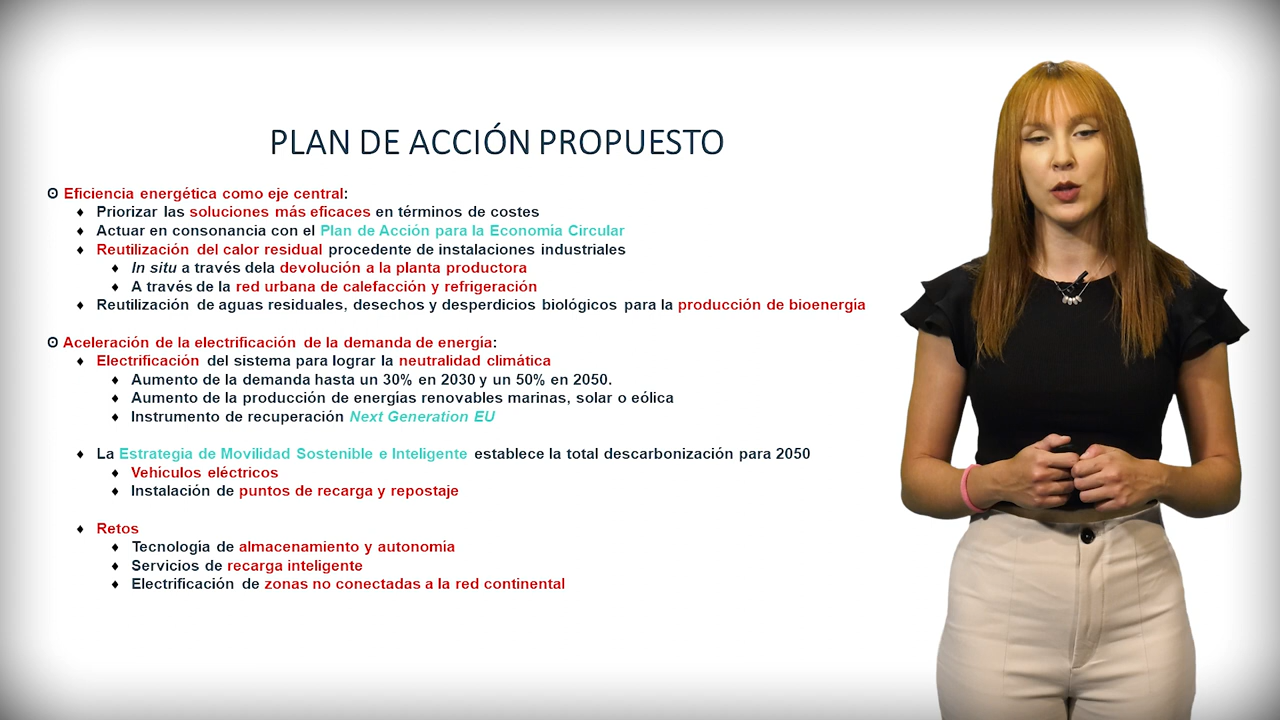 PLAN DE ACCIÓN PROPUESTO
Eficiencia energética como eje central:
Priorizar las soluciones más eficaces en términos de costes
Actuar en consonancia con el Plan de Acción para la Economía Circular
Reutilización del calor residual procedente de instalaciones industriales
In situ a través dela devolución a la planta productora
A través de la red urbana de calefacción y refrigeración
Reutilización de aguas residuales, desechos y desperdicios biológicos para la producción de bioenergía
Aceleración de la electrificación de la demanda de energía:
Electrificación del sistema para lograr la neutralidad climática
Aumento de la demanda hasta un 30% en 2030 y un 50% en 2050.
Aumento de la producción de energías renovables marinas, solar o eólica
Instrumento de recuperación Next Generation EU
La Estrategia de Movilidad Sostenible e Inteligente establece la total descarbonización para 2050
Vehículos eléctricos
Instalación de puntos de recarga y repostaje
Retos
Tecnología de almacenamiento y autonomía
Servicios de recarga inteligente
Electrificación de zonas no conectadas a la red continental